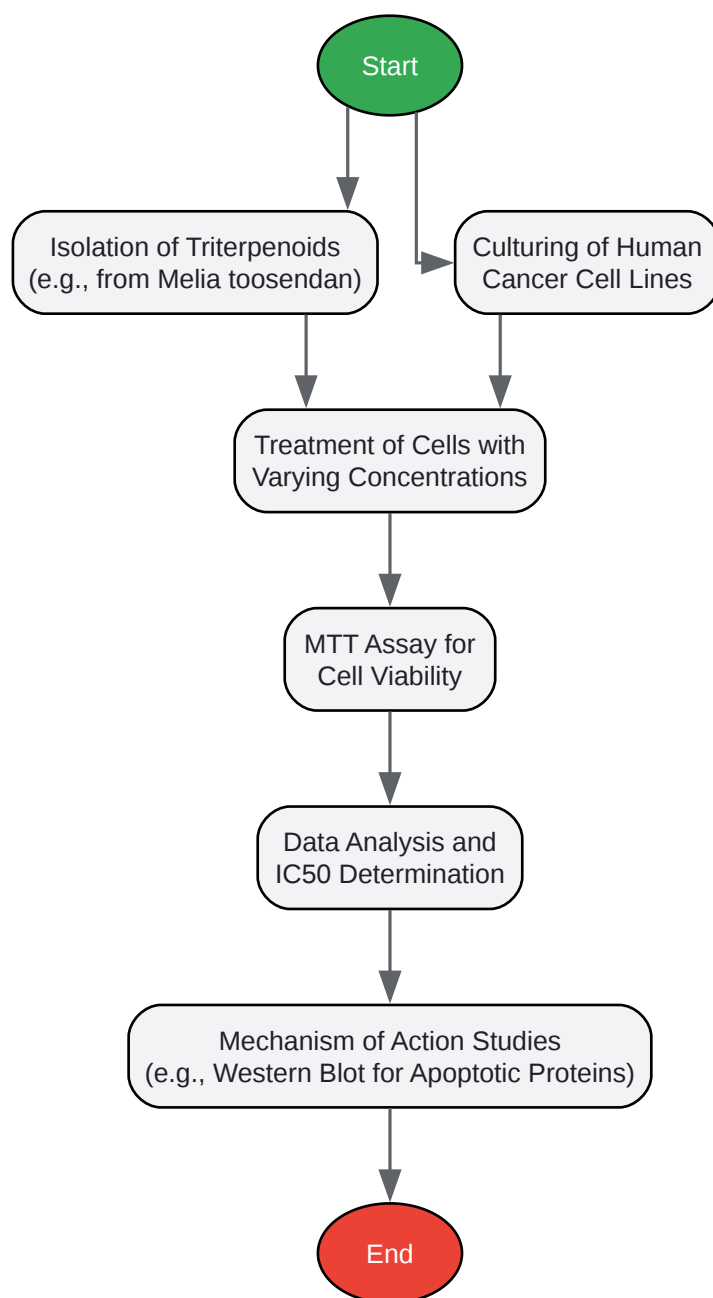 Start
Isolation of Triterpenoids
(e.g., from Melia toosendan)
Culturing of Human
Cancer Cell Lines
Treatment of Cells with
Varying Concentrations
MTT Assay for
Cell Viability
Data Analysis and
IC50 Determination
Mechanism of Action Studies
(e.g., Western Blot for Apoptotic Proteins)
End